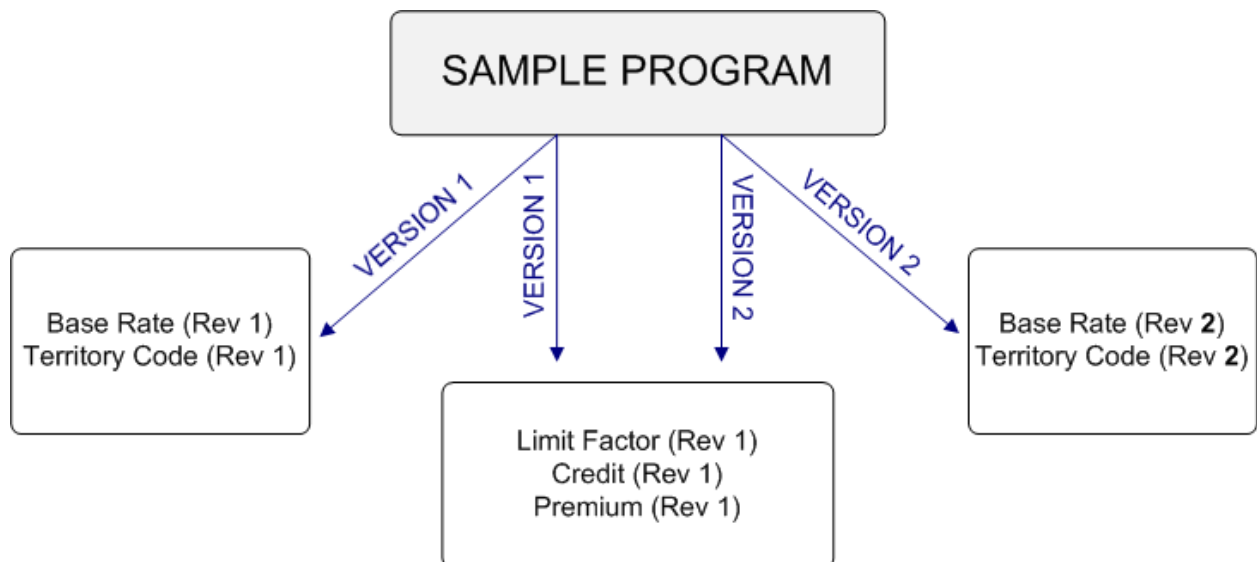 SAMPLE PROGRAM
VERSION 1
VERSION 1
VERSION 2
VERSION 2
Base Rate (Rev 1)
Territory Code (Rev 1)
Base Rate (Rev 2)
Territory Code (Rev 2)
Limit Factor (Rev 1)
Credit (Rev 1)
Premium (Rev 1)